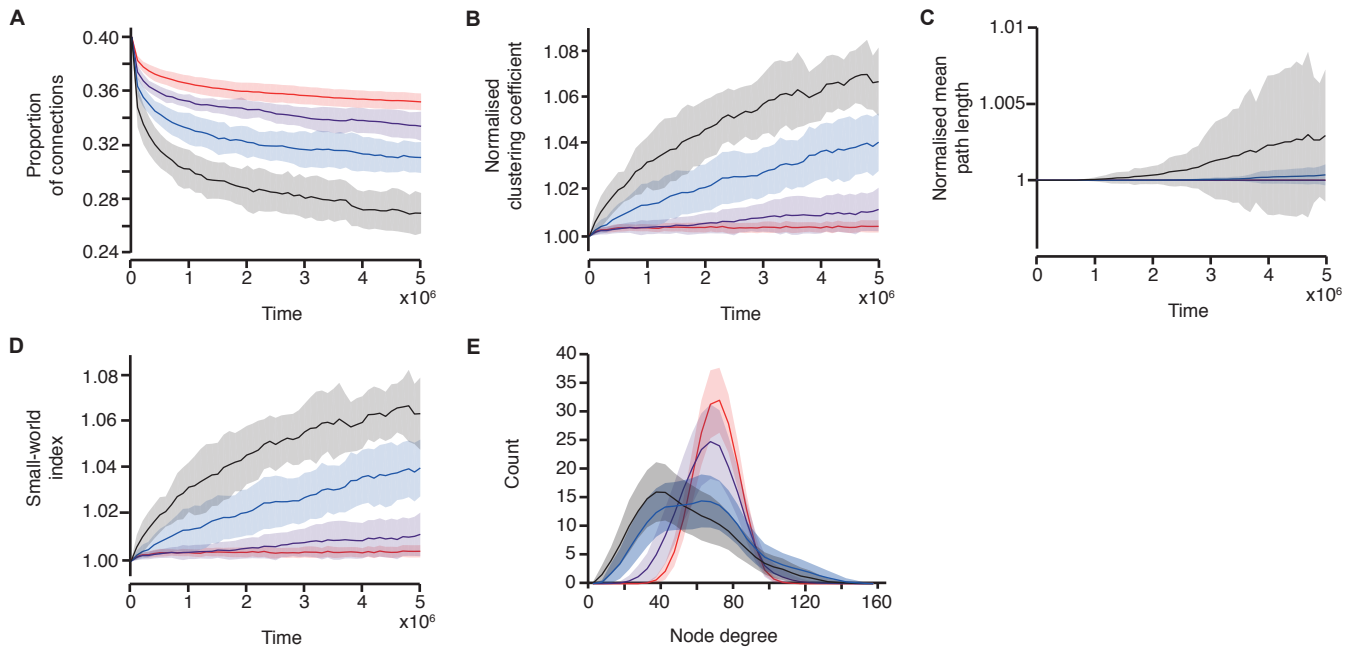 A
0.40
0.36
0.32
0.28
0.24
Proportion
of connections
0 1 2 3 4 5
x10⁶
Time
B
1.08
1.06
1.04
1.02
1.00
Normalised
clustering coefficient
0 1 2 3 4 5
x10⁶
Time
C
1.01
1.005
1
Normalised mean
path length
0 1 2 3 4 5
x10⁶
Time
D
1.08
1.06
1.04
1.02
1.00
Small-world
index
0 1 2 3 4 5
x10⁶
Time
E
40
35
30
25
20
15
10
5
0
Count
0 40 80 120 160
Node degree